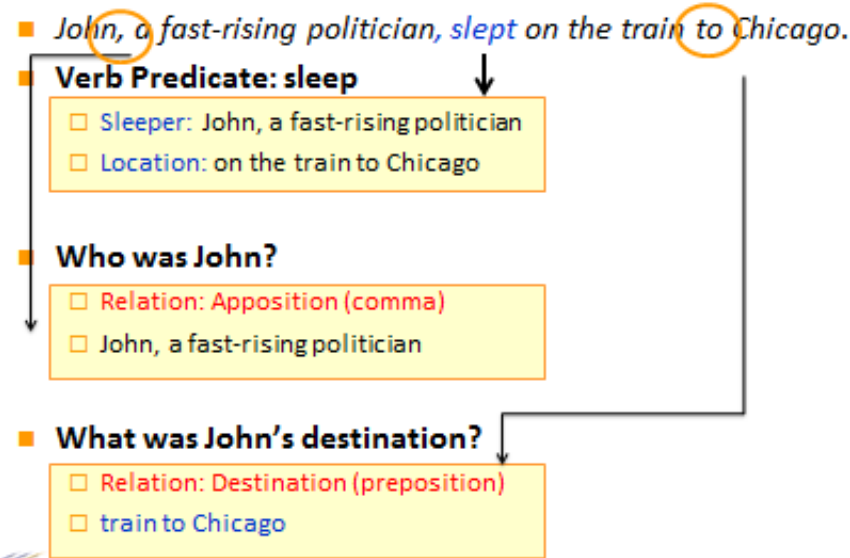 John, a fast-rising politician, slept on the train to Chicago.
Verb Predicate: sleep
Sleeper: John, a fast-rising politician
Location: on the train to Chicago
Who was John?
Relation: Apposition (comma)
John, a fast-rising politician
What was John's destination?
Relation: Destination (preposition)
train to Chicago